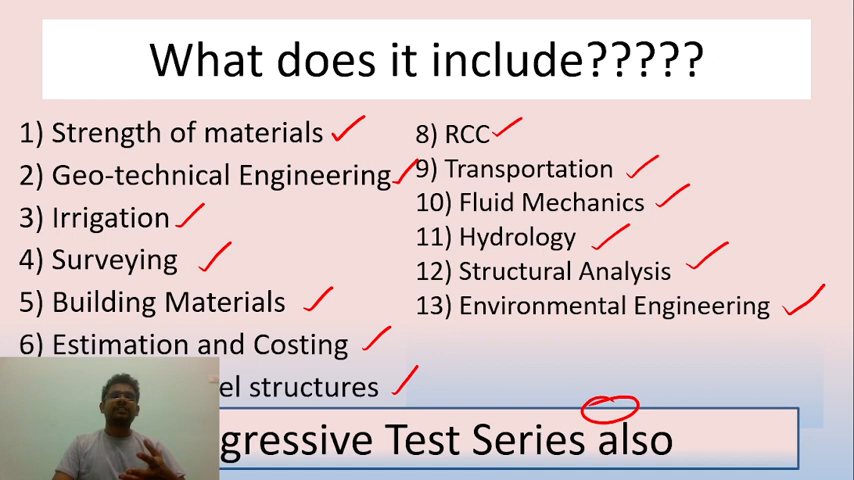 What does it include?????
1) Strength of materials
2) Geo-technical Engineering
3) Irrigation
4) Surveying
5) Building Materials
6) Estimation and Costing
structures
8) RCC
9) Transportation
10) Fluid Mechanics
11) Hydrology
12) Structural Analysis
13) Environmental Engineering
Test Series also